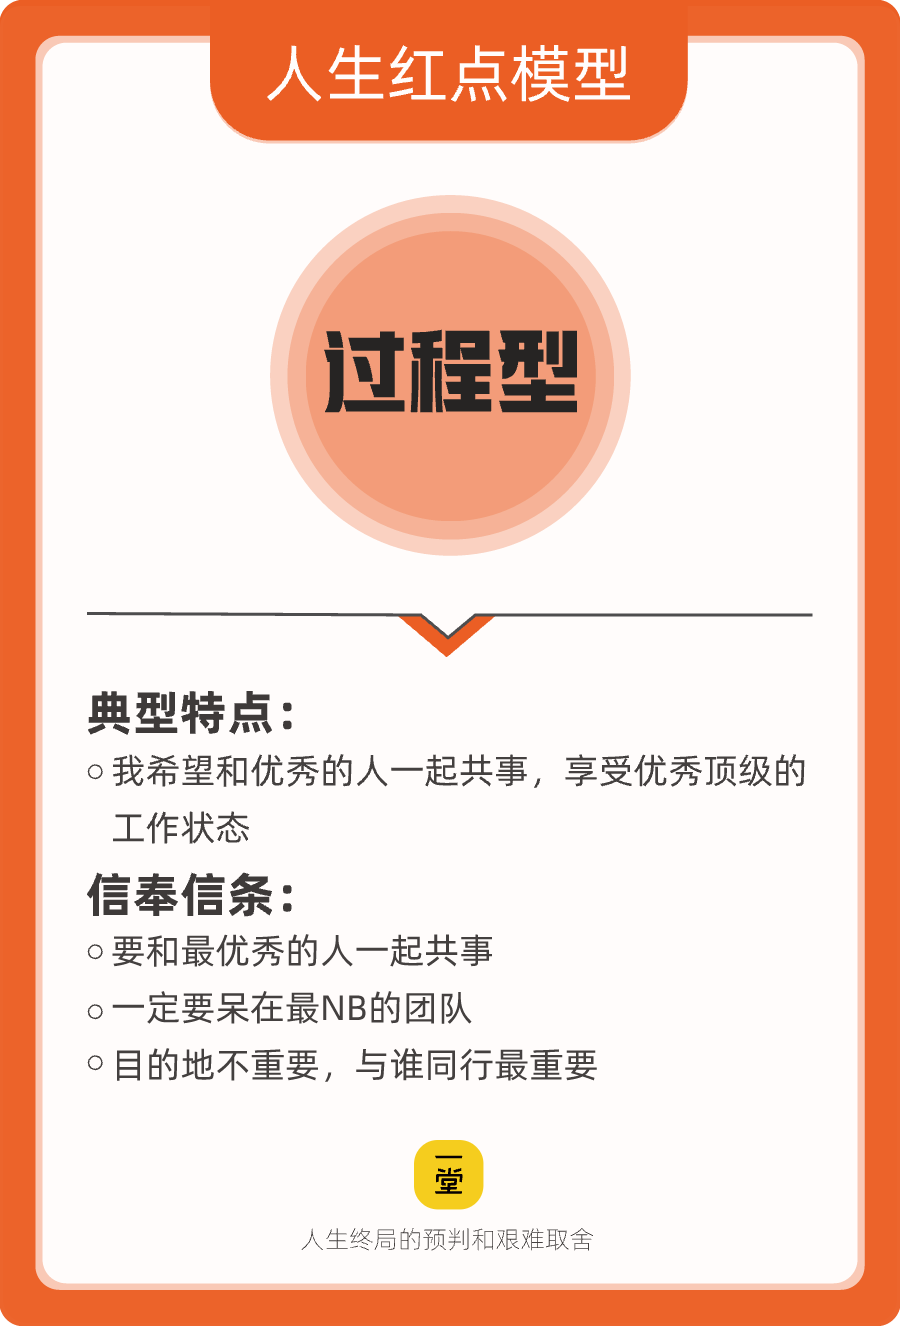 人生红点模型
过程型
典型特点：
我希望和优秀的人一起共事，享受优秀顶级的
工作状态
信奉信条：
要和最优秀的人一起共事
一定要呆在最NB的团队
目的地不重要，与谁同行最重要
一
堂
人生终局的预判和艰难取舍